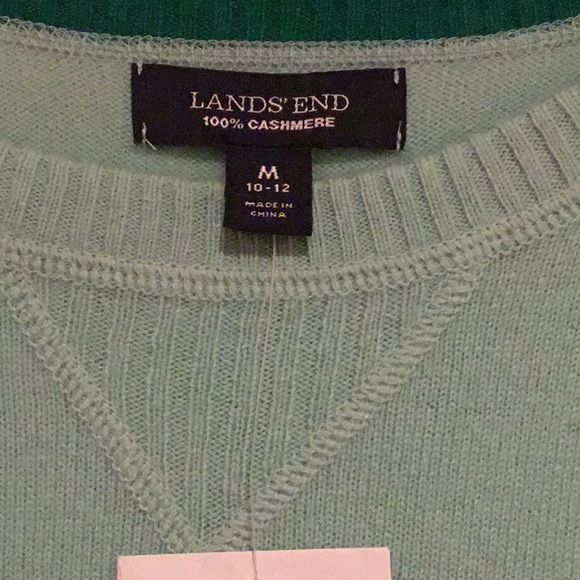 LANDS' END
100% CASHMERE
M
10-12
MADE IN
CHINA